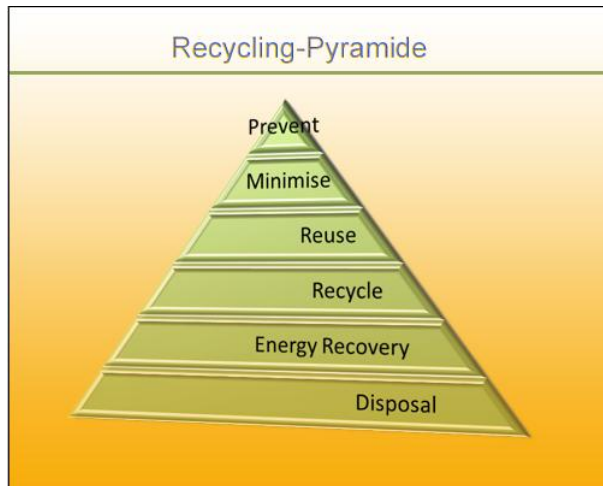 Recycling-Pyramide
Prevent
Minimise
Reuse
Recycle
Energy Recovery
Disposal